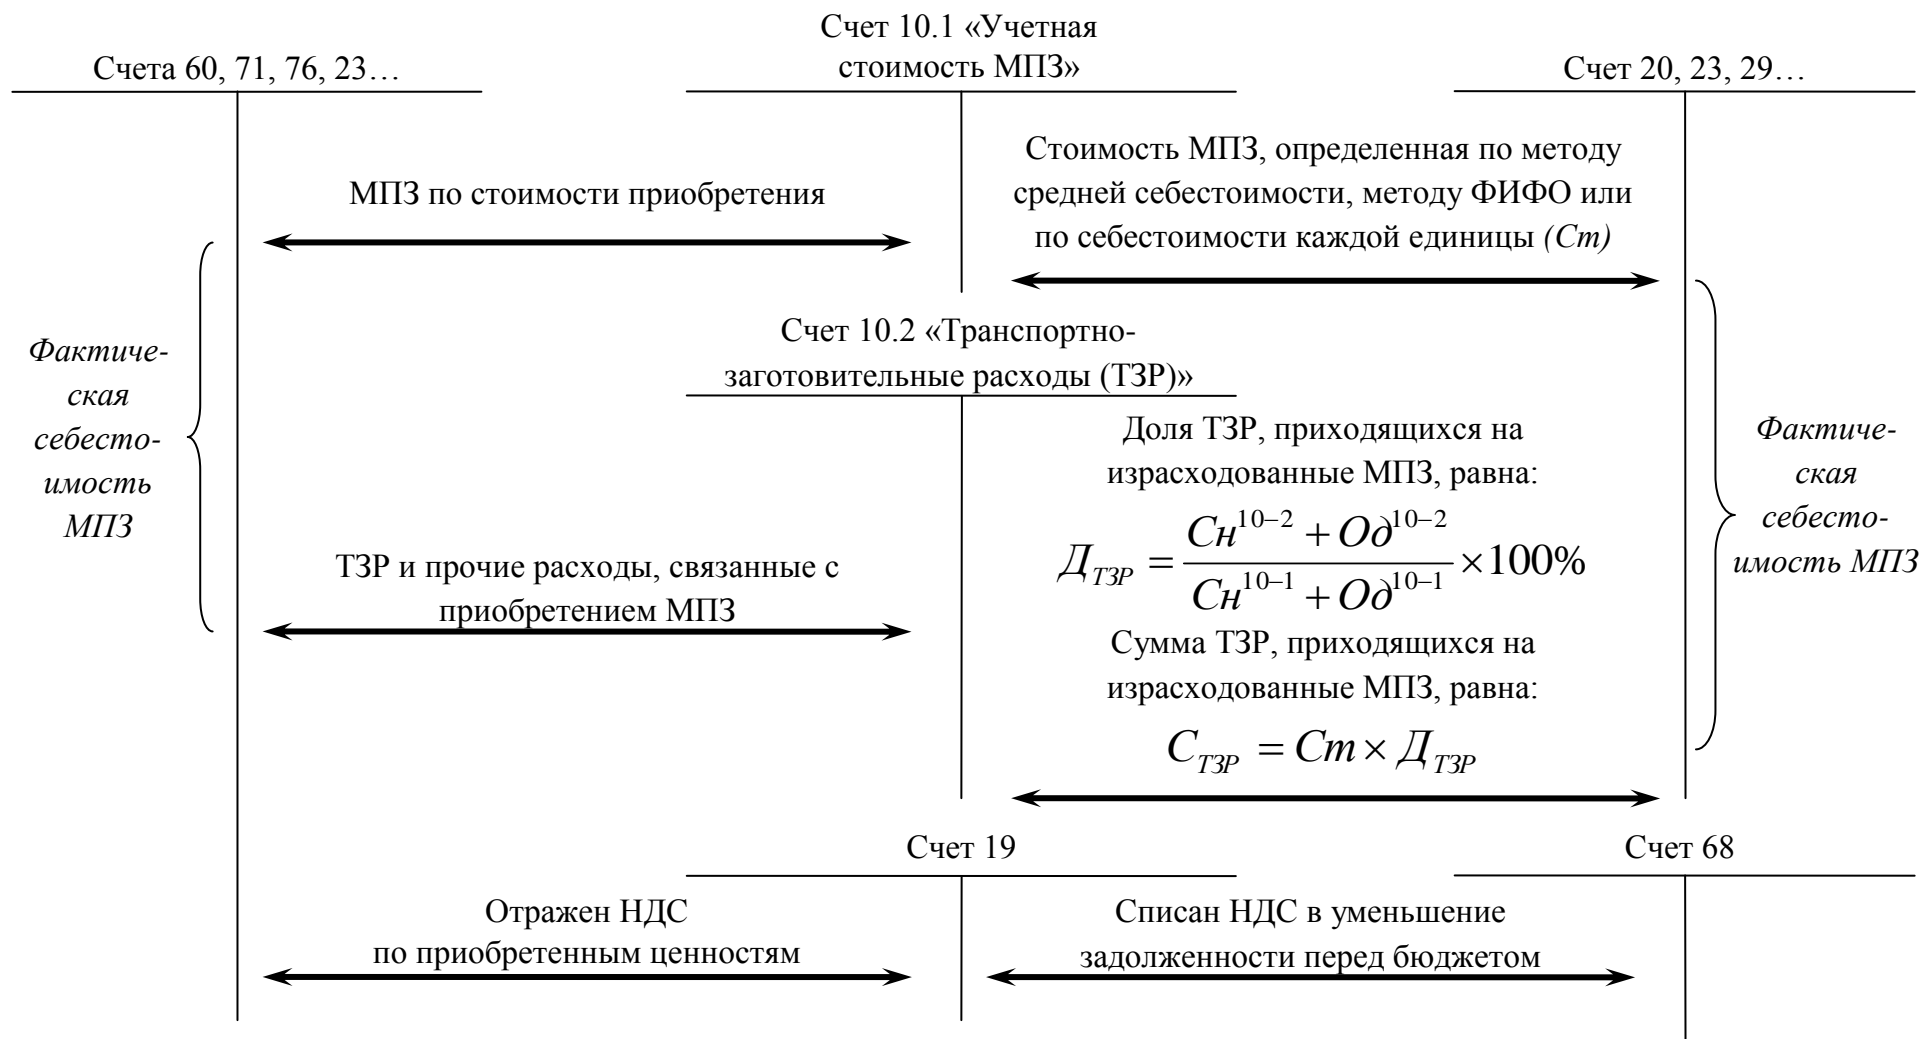 Счет 10.1 «Учетная
стоимость МПЗ»
Счета 60, 71, 76, 23…
Счет 20, 23, 29…
МПЗ по стоимости приобретения
Стоимость МПЗ, определенная по методу
средней себестоимости, методу ФИФО или
по себестоимости каждой единицы (Ст)
Счет 10.2 «Транспортно-
заготовительные расходы (ТЗР)»
Фактиче-
ская
себесто-
имость
МПЗ
Доля ТЗР, приходящихся на
израсходованные МПЗ, равна:
Д_ТЗР = (Сн^10–2 + Од^10–2) / (Сн^10–1 + Од^10–1) × 100%
Фактиче-
ская
себесто-
имость МПЗ
ТЗР и прочие расходы, связанные с
приобретением МПЗ
Сумма ТЗР, приходящихся на
израсходованные МПЗ, равна:
С_ТЗР = Ст × Д_ТЗР
Счет 19
Счет 68
Отражен НДС
по приобретенным ценностям
Списан НДС в уменьшение
задолженности перед бюджетом